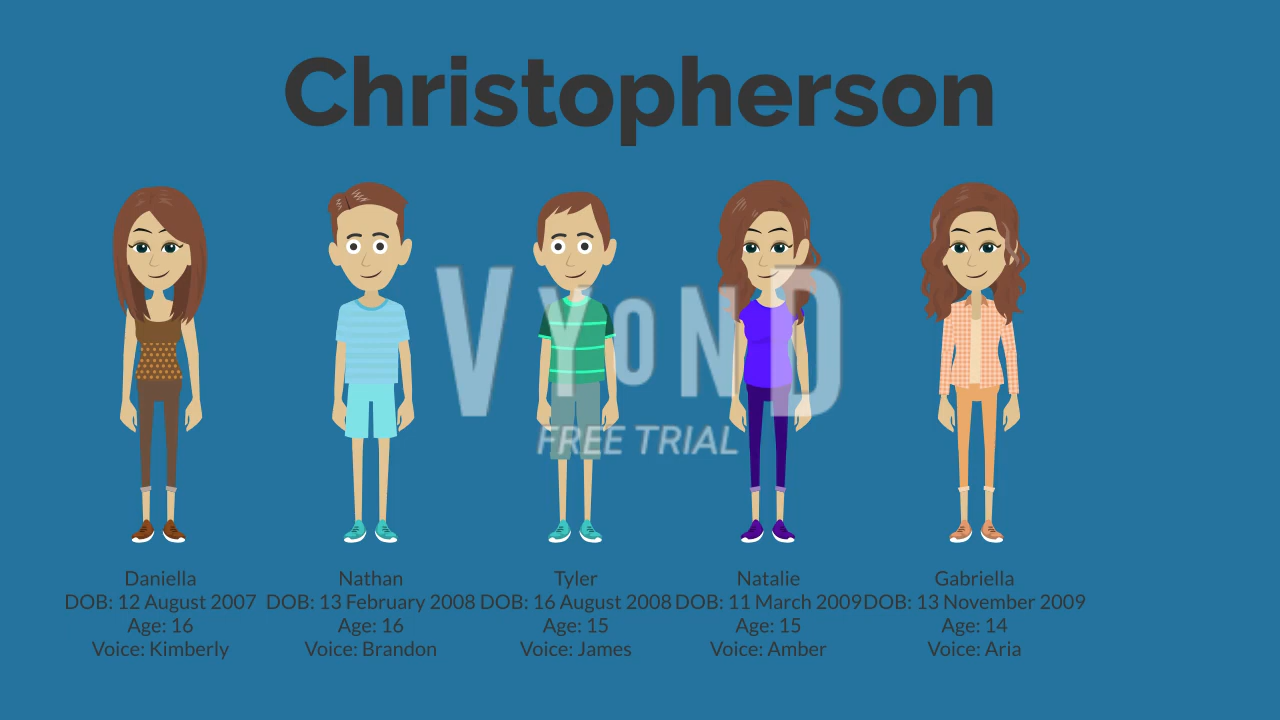 Christopherson
VYOND
FREE TRIAL
Daniella
DOB: 12 August 2007
Age: 16
Voice: Kimberly
Nathan
DOB: 13 February 2008
Age: 16
Voice: Brandon
Tyler
DOB: 16 August 2008
Age: 15
Voice: James
Natalie
DOB: 11 March 2009
Age: 15
Voice: Amber
Gabriella
DOB: 13 November 2009
Age: 14
Voice: Aria